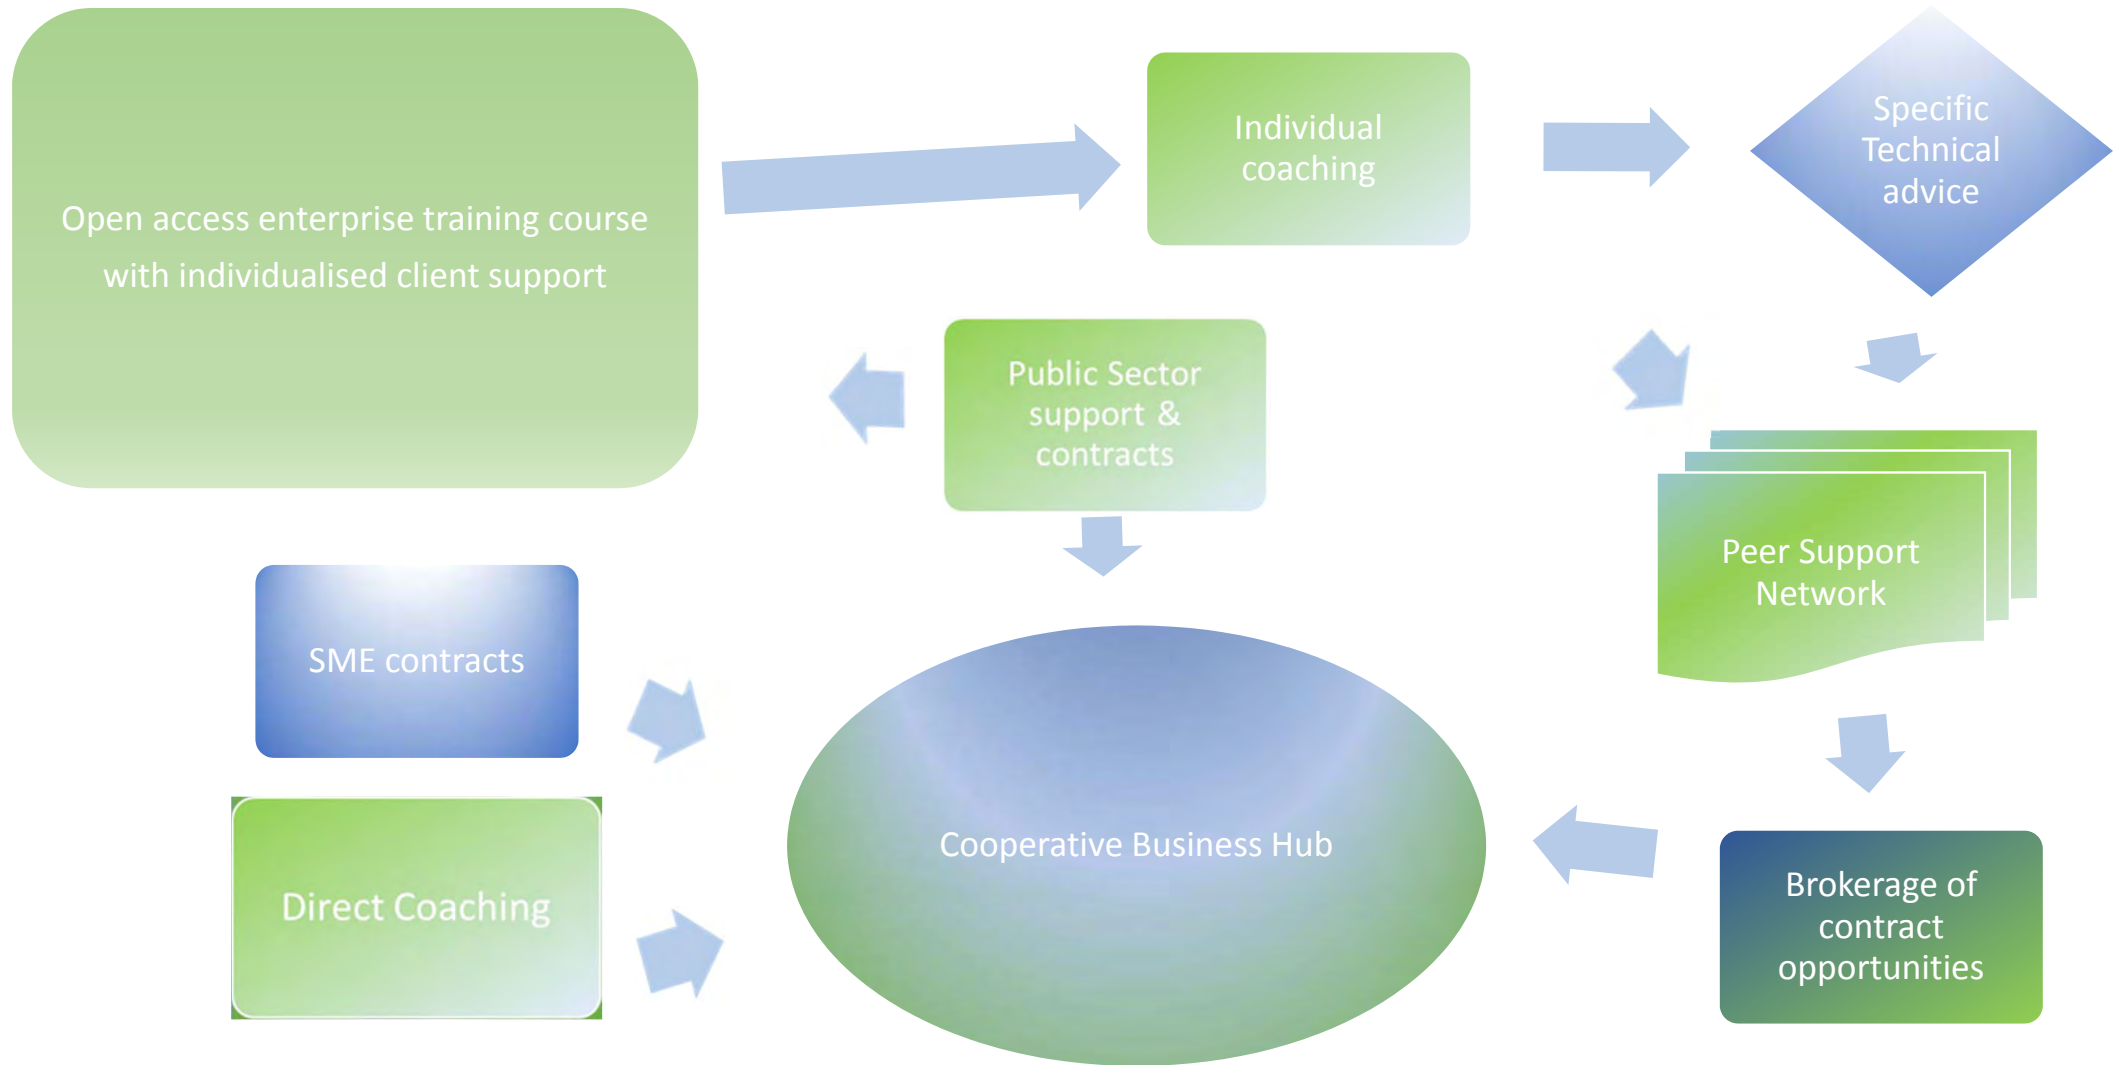 Open access enterprise training course
with individualised client support
Individual
coaching
Specific
Technical
advice
Public Sector
support &
contracts
Peer Support
Network
SME contracts
Cooperative Business Hub
Direct Coaching
Brokerage of
contract
opportunities